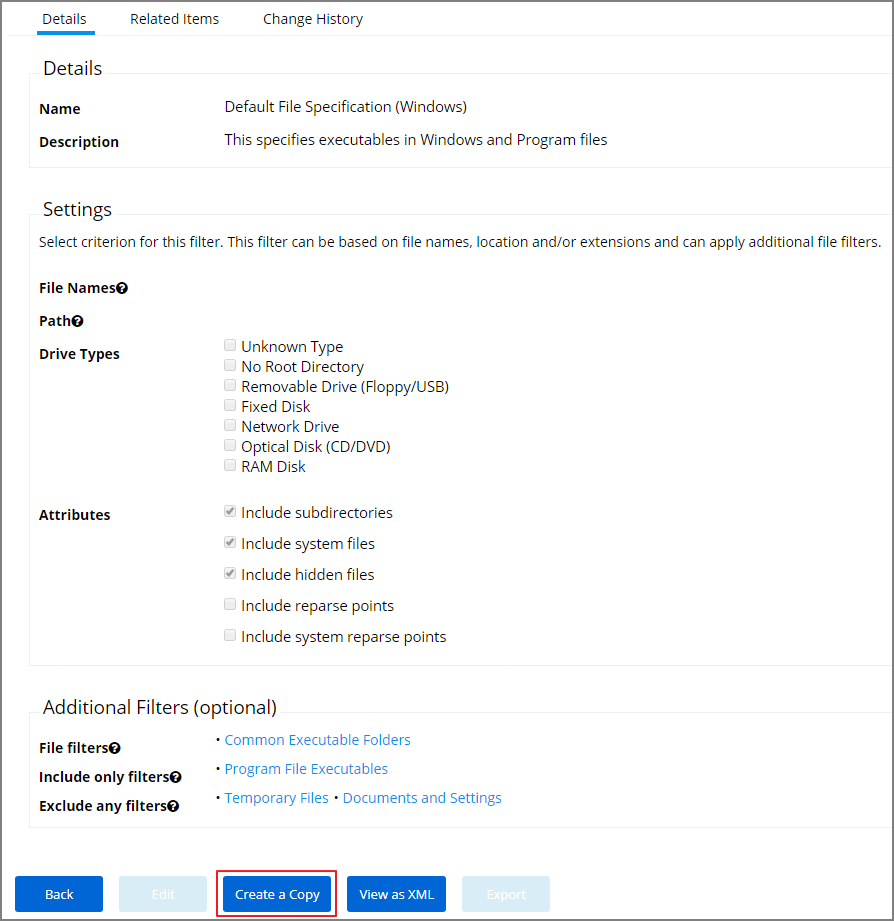 Details Related Items Change History
Details
Name Default File Specification (Windows)
Description This specifies executables in Windows and Program files
Settings
Select criterion for this filter. This filter can be based on file names, location and/or extensions and can apply additional file filters.
File Names
Path
Drive Types Unknown Type
No Root Directory
Removable Drive (Floppy/USB)
Fixed Disk
Network Drive
Optical Disk (CD/DVD)
RAM Disk
Attributes Include subdirectories
Include system files
Include hidden files
Include reparse points
Include system reparse points
Additional Filters (optional)
File filters • Common Executable Folders
Include only filters • Program File Executables
Exclude any filters • Temporary Files • Documents and Settings
Back Edit Create a Copy View as XML Export